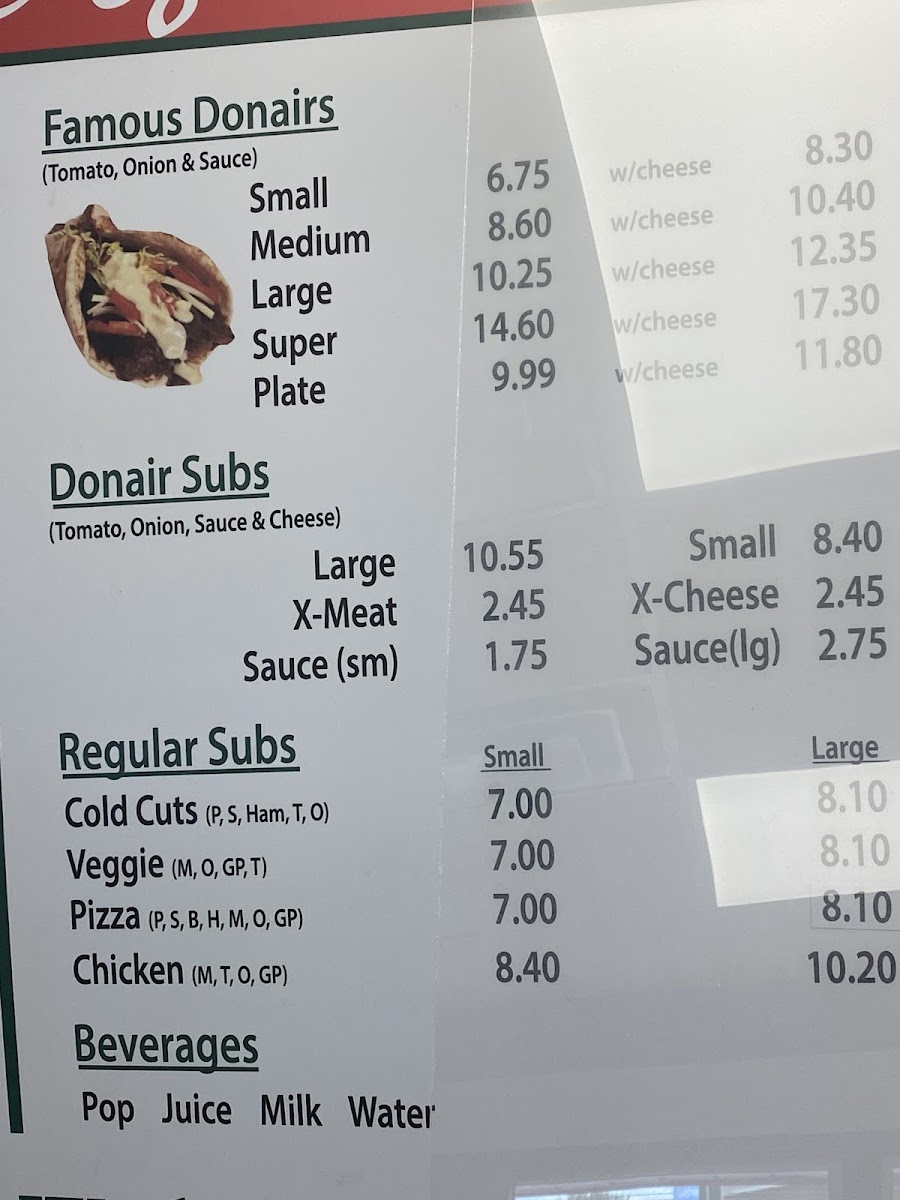 Famous Donairs
(Tomato, Onion & Sauce)
Small 6.75 w/cheese 8.30
Medium 8.60 w/cheese 10.40
Large 10.25 w/cheese 12.35
Super 14.60 w/cheese 17.30
Plate 9.99 w/cheese 11.80
Donair Subs
(Tomato, Onion, Sauce & Cheese)
Large 10.55 Small 8.40
X-Meat 2.45 X-Cheese 2.45
Sauce (sm) 1.75 Sauce(lg) 2.75
Regular Subs Small Large
Cold Cuts (P, S, Ham, T, O) 7.00 8.10
Veggie (M, O, GP, T) 7.00 8.10
Pizza (P, S, B, H, M, O, GP) 7.00 8.10
Chicken (M, T, O, GP) 8.40 10.20
Beverages
Pop Juice Milk Water